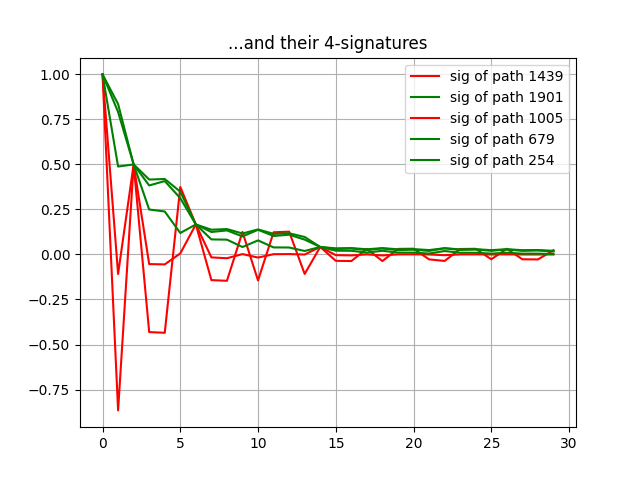 ...and their 4-signatures
sig of path 1439
sig of path 1901
sig of path 1005
sig of path 679
sig of path 254
1.00
0.75
0.50
0.25
0.00
−0.25
−0.50
−0.75
0 5 10 15 20 25 30